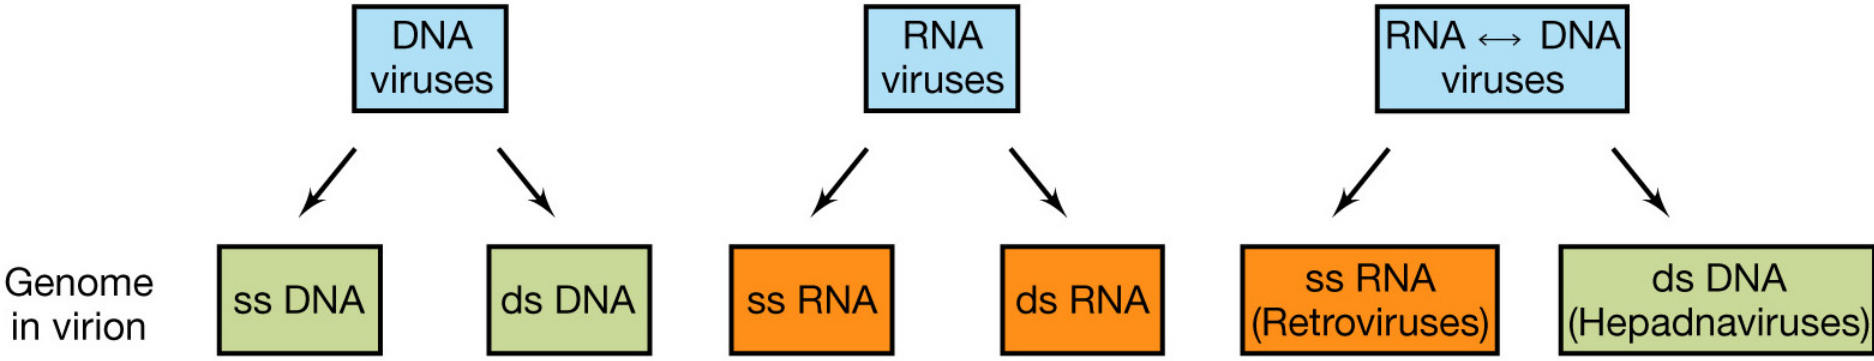 DNA
viruses
RNA
viruses
RNA ↔ DNA
viruses
Genome
in virion
ss DNA
ds DNA
ss RNA
ds RNA
ss RNA
(Retroviruses)
ds DNA
(Hepadnaviruses)